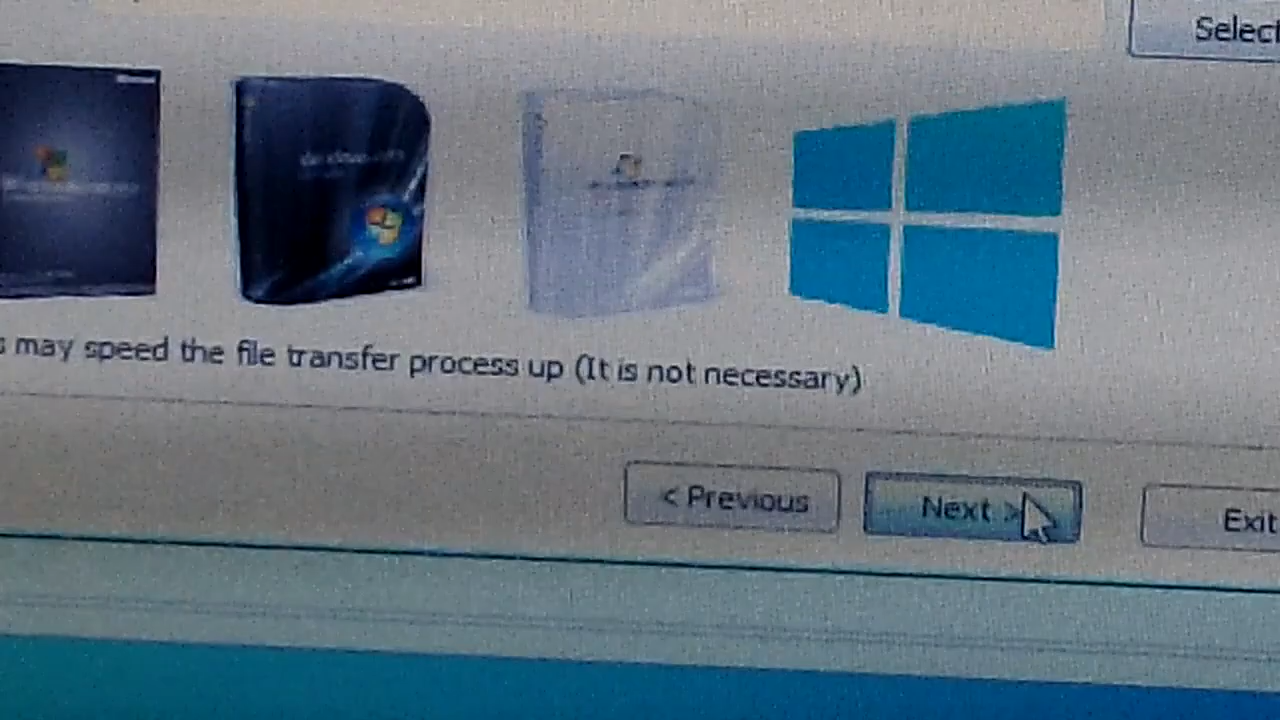 Select
s may speed the file transfer process up (It is not necessary)
< Previous
Next >
Exit